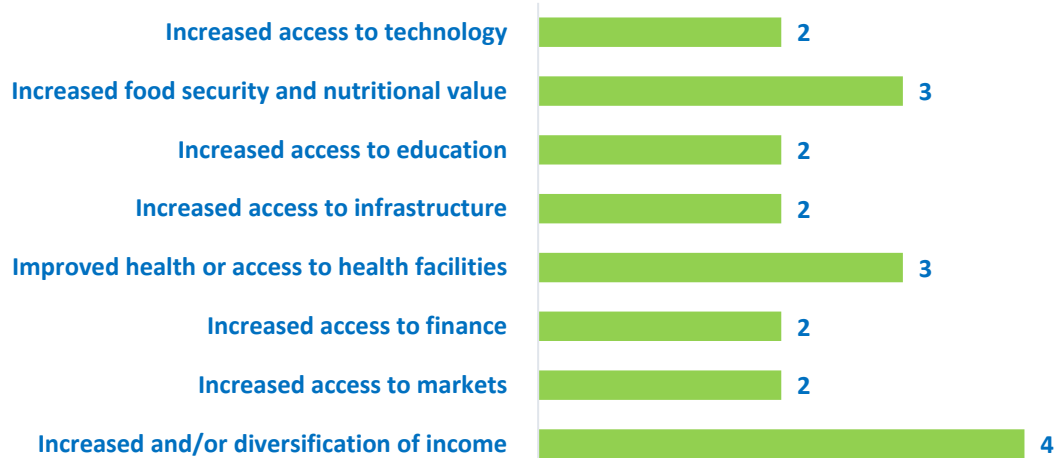 Increased access to technology 2
Increased food security and nutritional value 3
Increased access to education 2
Increased access to infrastructure 2
Improved health or access to health facilities 3
Increased access to finance 2
Increased access to markets 2
Increased and/or diversification of income 4